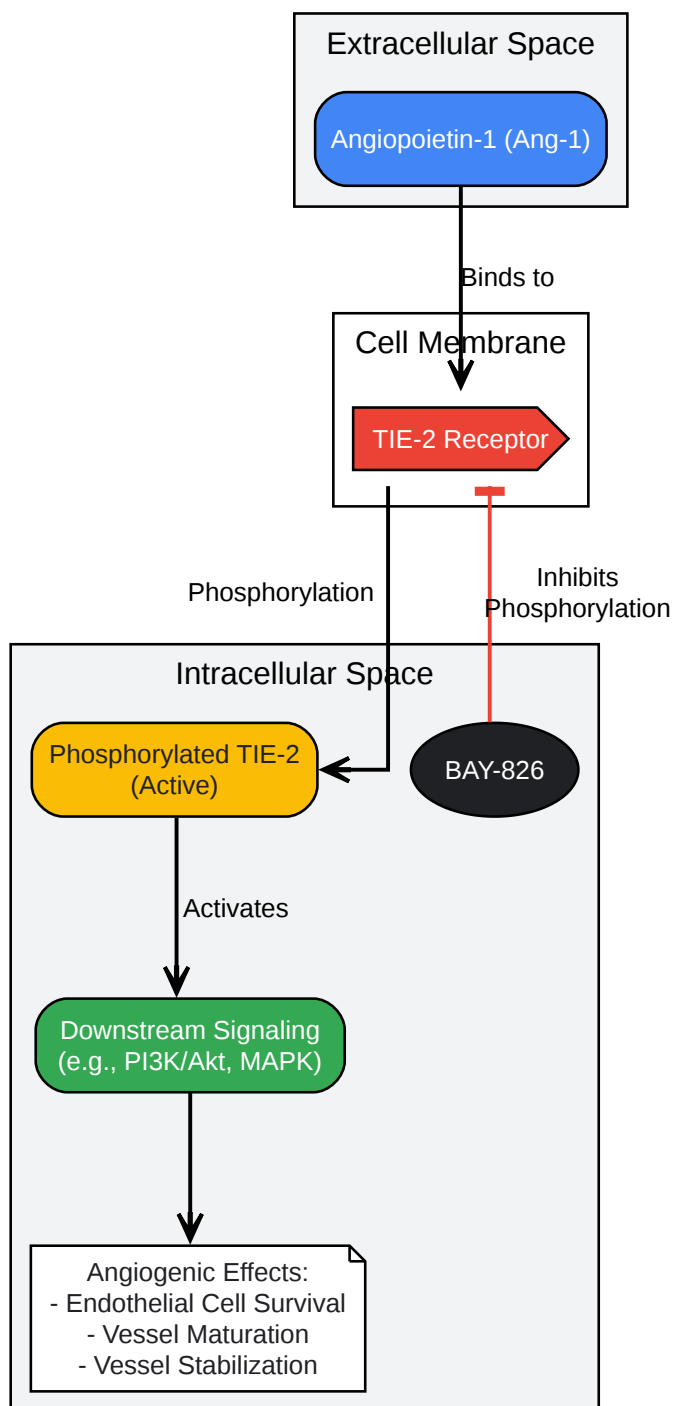 Extracellular Space
Angiopoietin-1 (Ang-1)
Binds to
Cell Membrane
TIE-2 Receptor
Phosphorylation
Inhibits
Phosphorylation
Intracellular Space
Phosphorylated TIE-2
(Active)
BAY-826
Activates
Downstream Signaling
(e.g., PI3K/Akt, MAPK)
Angiogenic Effects:
- Endothelial Cell Survival
- Vessel Maturation
- Vessel Stabilization